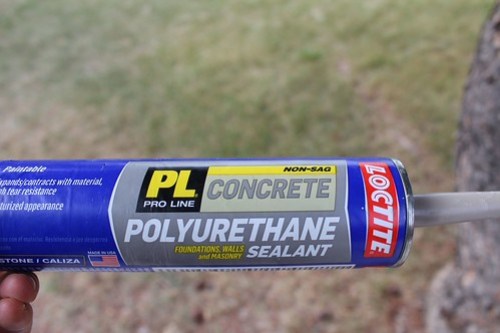 Paintable
xpands/contracts with material,
h tear resistance
turized appearance
STONE / CALIZA
MADE IN USA
NON-SAG
PL CONCRETE
PRO LINE
POLYURETHANE
FOUNDATIONS, WALLS
and MASONRY
SEALANT
LOCTITE